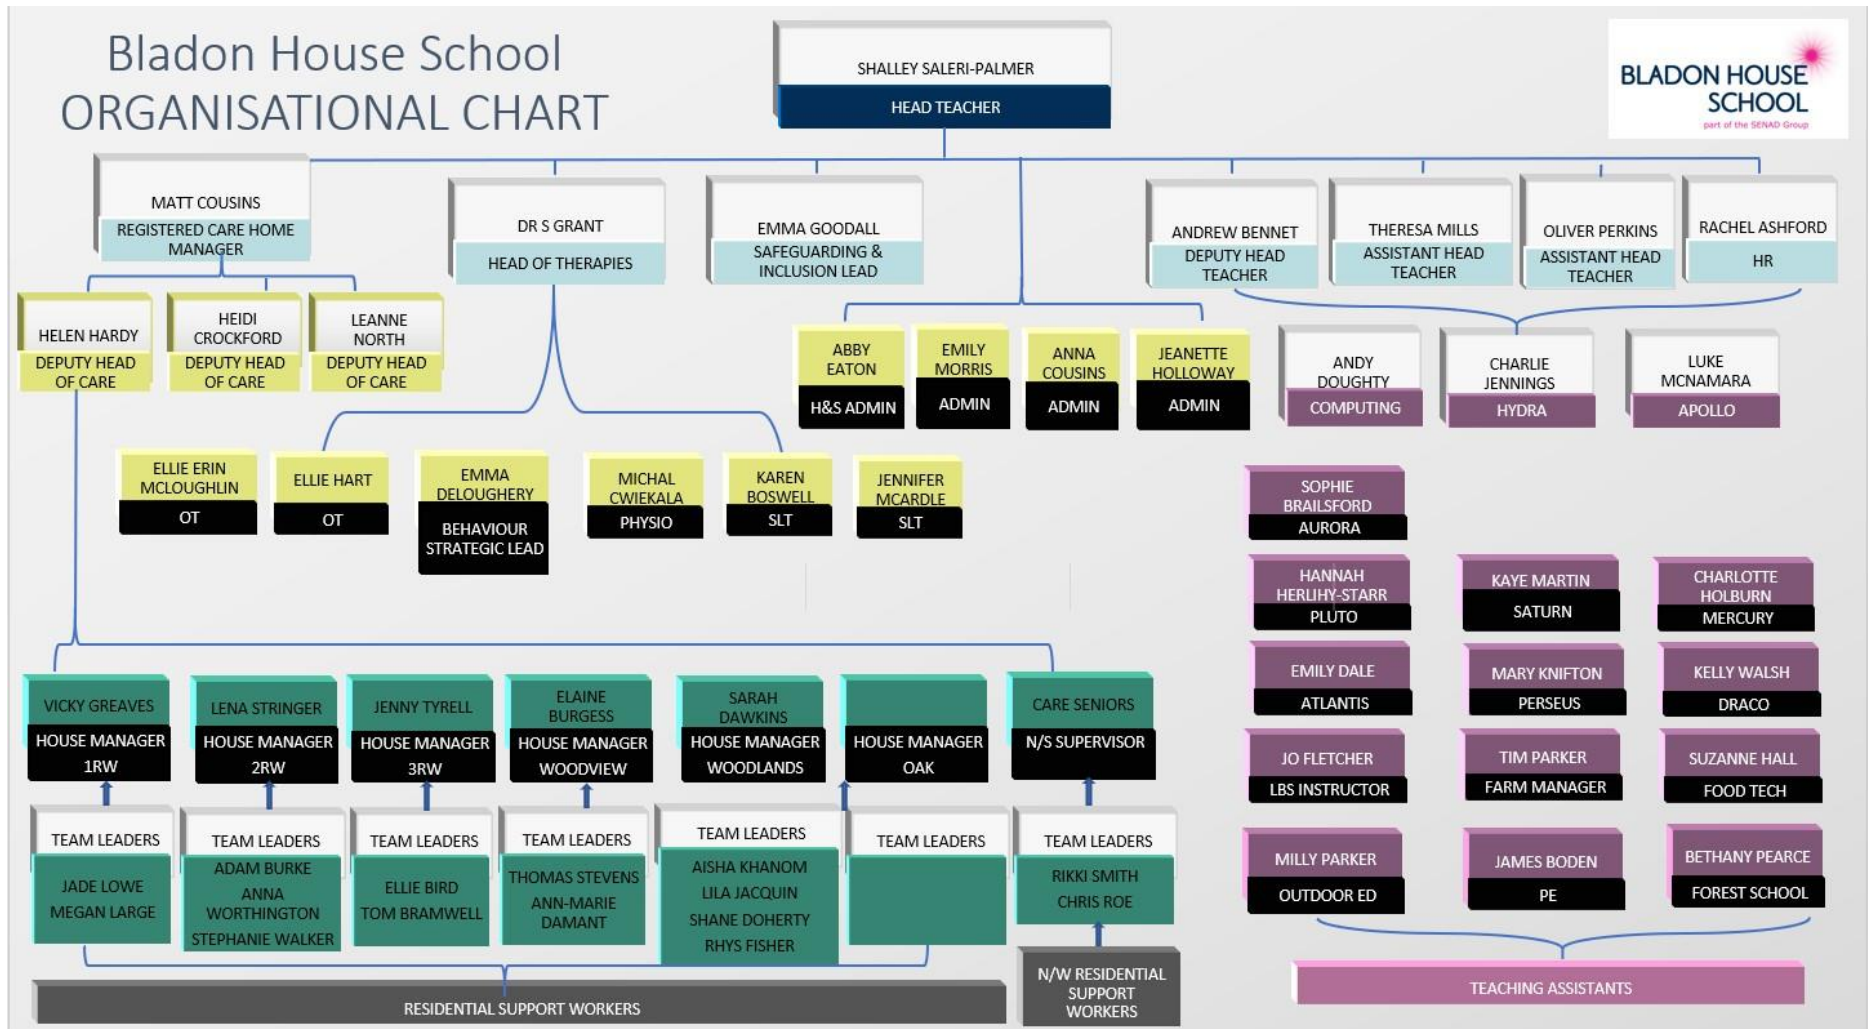 Bladon House School
ORGANISATIONAL CHART
SHALLEY SALERI-PALMER
HEAD TEACHER
BLADON HOUSE
SCHOOL
part of the SENAD Group
MATT COUSINS
REGISTERED CARE HOME
MANAGER
DR S GRANT
HEAD OF THERAPIES
EMMA GOODALL
SAFEGUARDING &
INCLUSION LEAD
ANDREW BENNET
DEPUTY HEAD
TEACHER
THERESA MILLS
ASSISTANT HEAD
TEACHER
OLIVER PERKINS
ASSISTANT HEAD
TEACHER
RACHEL ASHFORD
HR
HELEN HARDY
DEPUTY HEAD
OF CARE
HEIDI
CROCKFORD
DEPUTY HEAD
OF CARE
LEANNE
NORTH
DEPUTY HEAD
OF CARE
ABBY
EATON
H&S ADMIN
EMILY
MORRIS
ADMIN
ANNA
COUSINS
ADMIN
JEANETTE
HOLLOWAY
ADMIN
ANDY
DOUGHTY
COMPUTING
CHARLIE
JENNINGS
HYDRA
LUKE
MCNAMARA
APOLLO
ELLIE ERIN
MCLOUGHLIN
OT
ELLIE HART
OT
EMMA
DELOUGHERY
BEHAVIOUR
STRATEGIC LEAD
MICHAL
CWIEKALA
PHYSIO
KAREN
BOSWELL
SLT
JENNIFER
MCARDLE
SLT
SOPHIE
BRAILSFORD
AURORA
HANNAH
HERLIHY-STARR
PLUTO
KAYE MARTIN
SATURN
CHARLOTTE
HOLBURN
MERCURY
EMILY DALE
ATLANTIS
MARY KNIFTON
PERSEUS
KELLY WALSH
DRACO
JO FLETCHER
LBS INSTRUCTOR
TIM PARKER
FARM MANAGER
SUZANNE HALL
FOOD TECH
MILLY PARKER
OUTDOOR ED
JAMES BODEN
PE
BETHANY PEARCE
FOREST SCHOOL
TEACHING ASSISTANTS
VICKY GREAVES
HOUSE MANAGER
1RW
LENA STRINGER
HOUSE MANAGER
2RW
JENNY TYRELL
HOUSE MANAGER
3RW
ELAINE
BURGESS
HOUSE MANAGER
WOODVIEW
SARAH
DAWKINS
HOUSE MANAGER
WOODLANDS
HOUSE MANAGER
OAK
CARE SENIORS
N/S SUPERVISOR
TEAM LEADERS
JADE LOWE
MEGAN LARGE
TEAM LEADERS
ADAM BURKE
ANNA
WORTHINGTON
STEPHANIE WALKER
TEAM LEADERS
ELLIE BIRD
TOM BRAMWELL
TEAM LEADERS
THOMAS STEVENS
ANN-MARIE
DAMANT
TEAM LEADERS
AISHA KHANOM
LILA JACQUIN
SHANE DOHERTY
RHYS FISHER
TEAM LEADERS
TEAM LEADERS
RIKKI SMITH
CHRIS ROE
RESIDENTIAL SUPPORT WORKERS
N/W RESIDENTIAL
SUPPORT
WORKERS